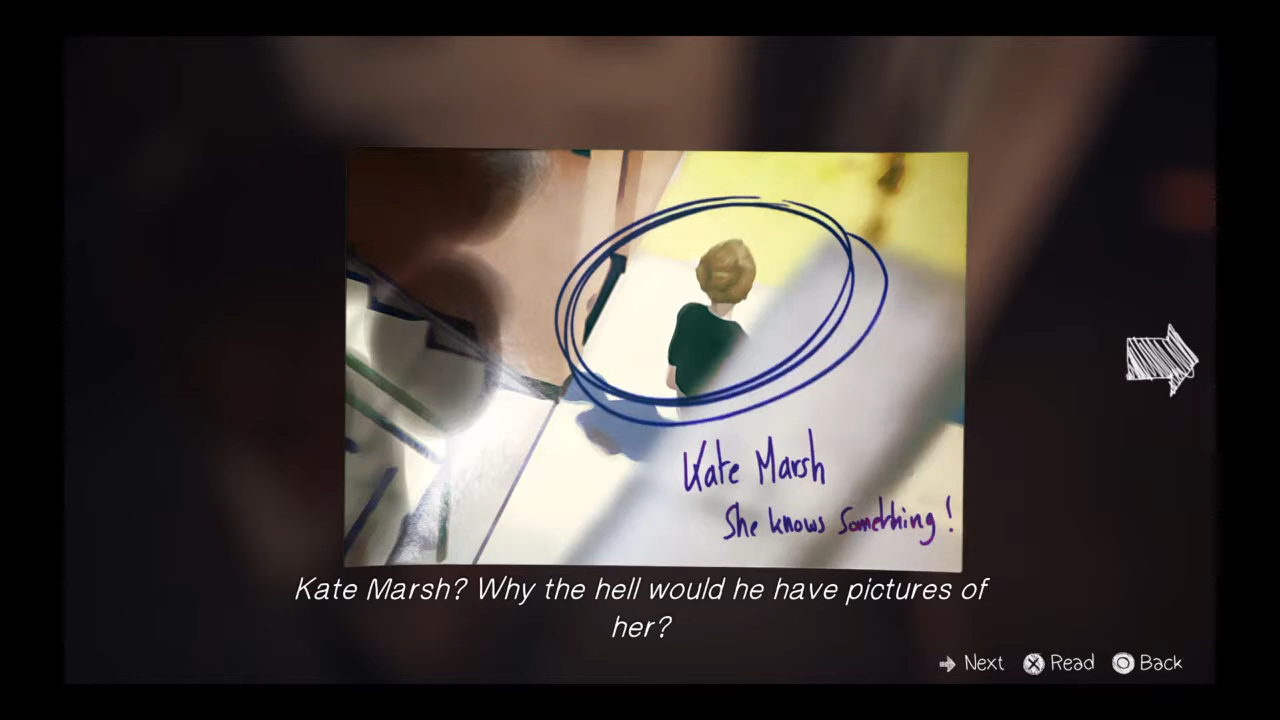 Kate Marsh
She knows something!
Kate Marsh? Why the hell would he have pictures of
her?
Next Read Back